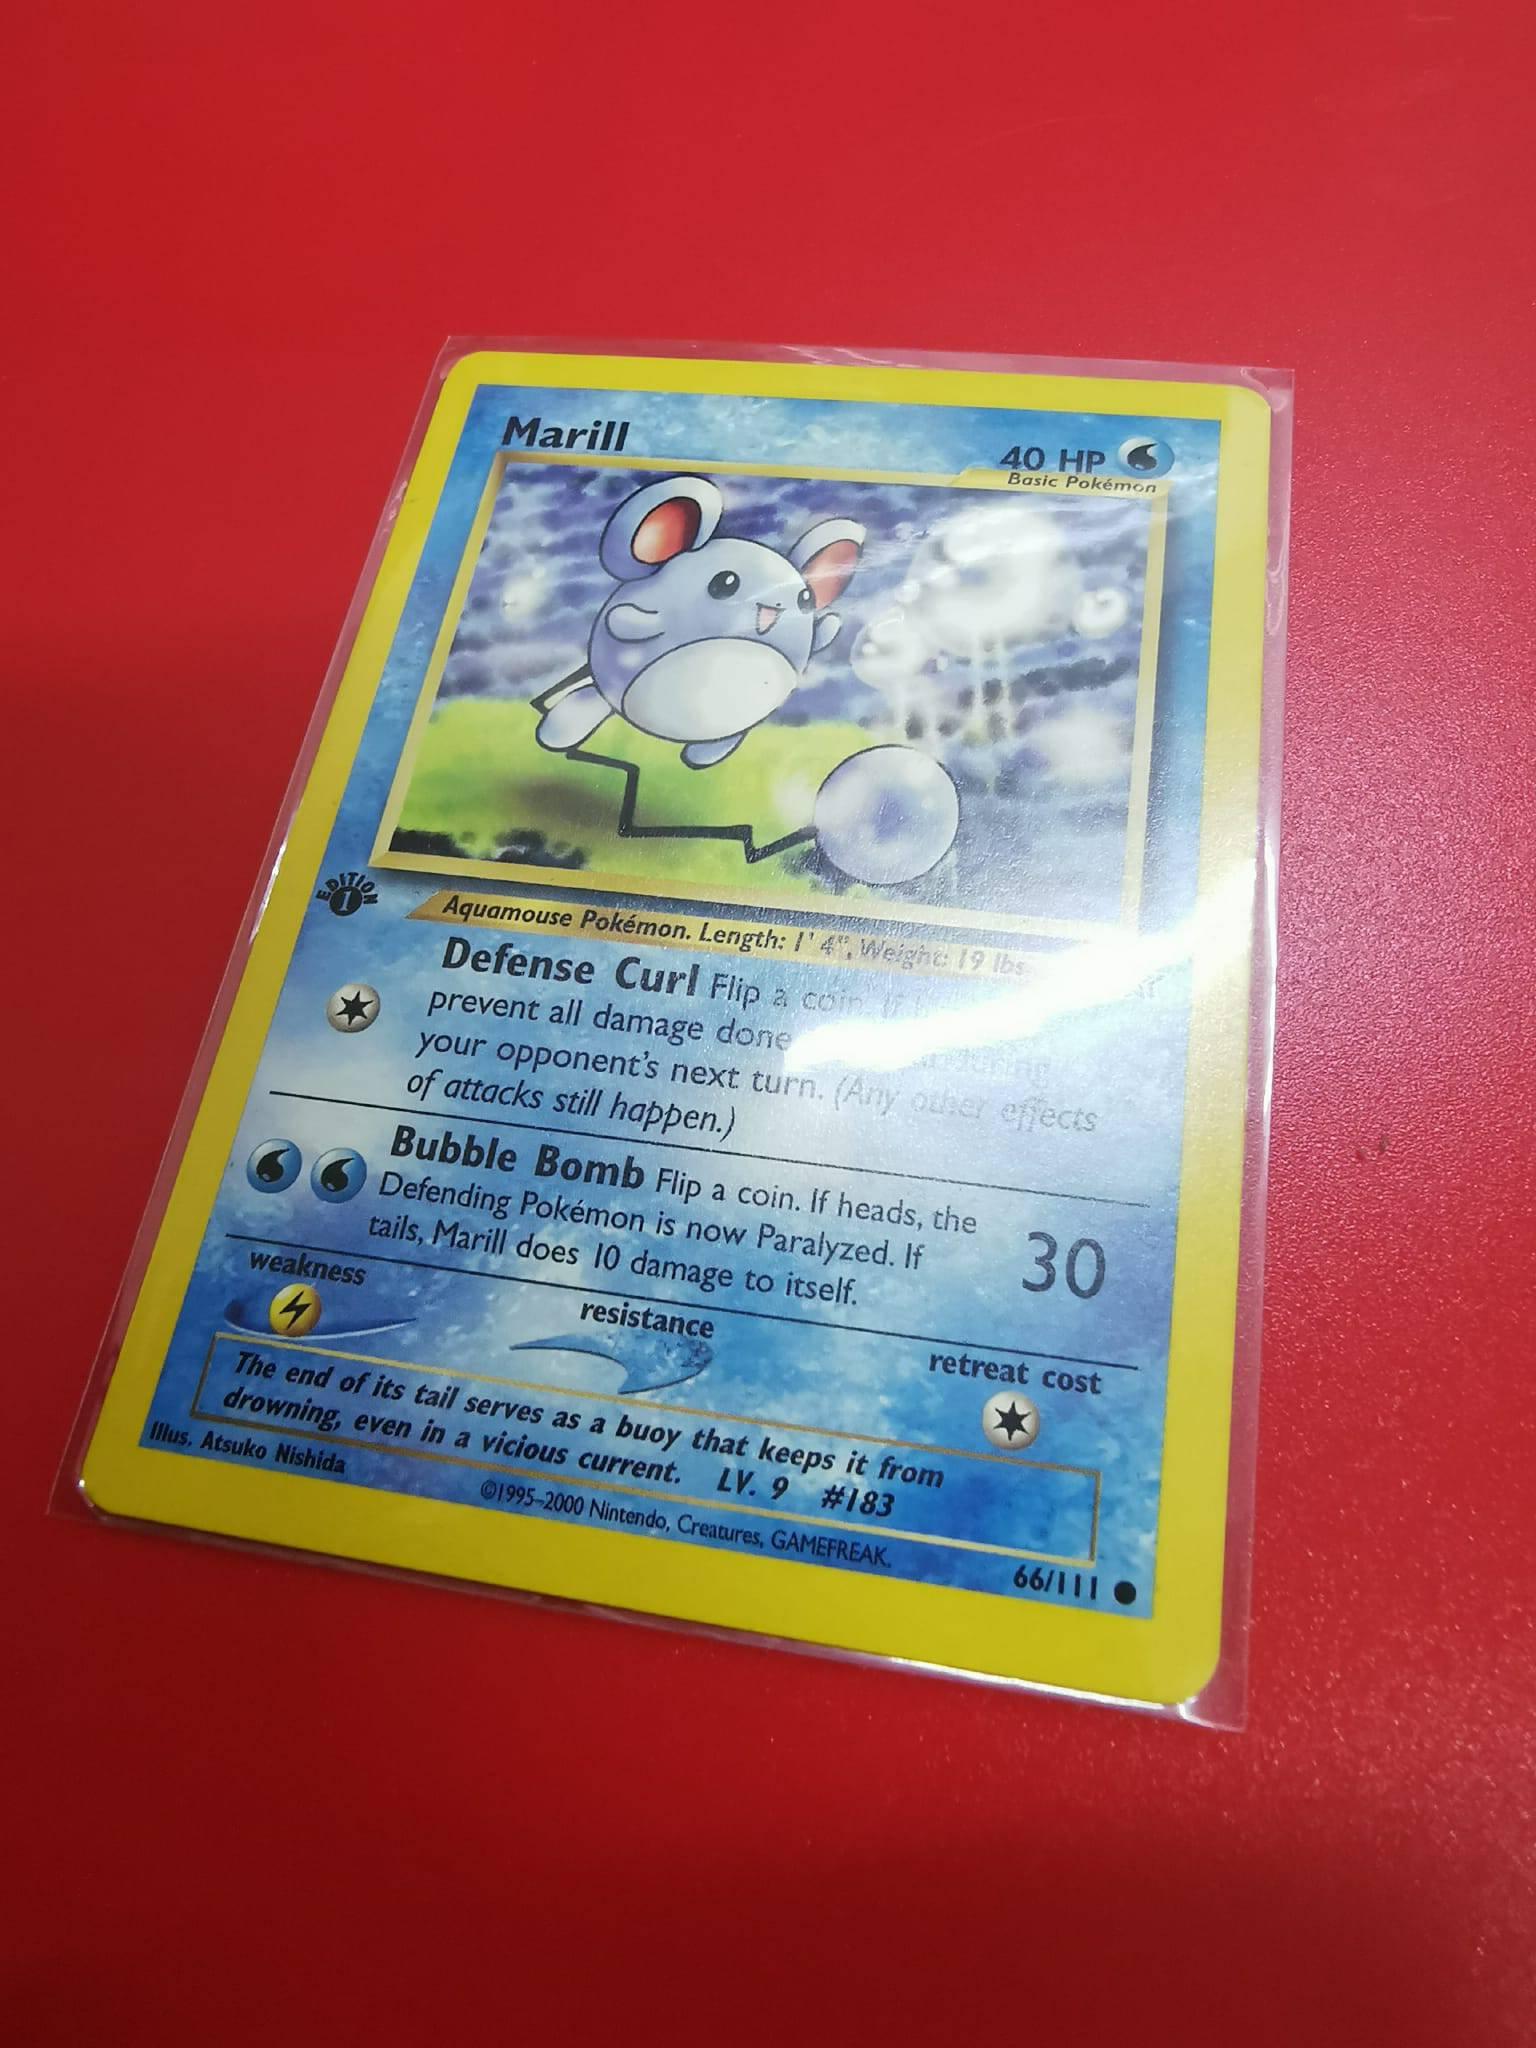 Marill
40 HP
Basic Pokémon
EDITION
1
Aquamouse Pokémon. Length: 1' 4", Weight: 19 lbs.
Defense Curl Flip a coin. If
prevent all damage done during
your opponent's next turn. (Any other effects
of attacks still happen.)
Bubble Bomb Flip a coin. If heads, the
Defending Pokémon is now Paralyzed. If
tails, Marill does 10 damage to itself.
30
weakness
resistance
retreat cost
The end of its tail serves as a buoy that keeps it from
drowning, even in a vicious current. LV. 9 #183
Illus. Atsuko Nishida
©1995–2000 Nintendo, Creatures, GAMEFREAK.
66/111